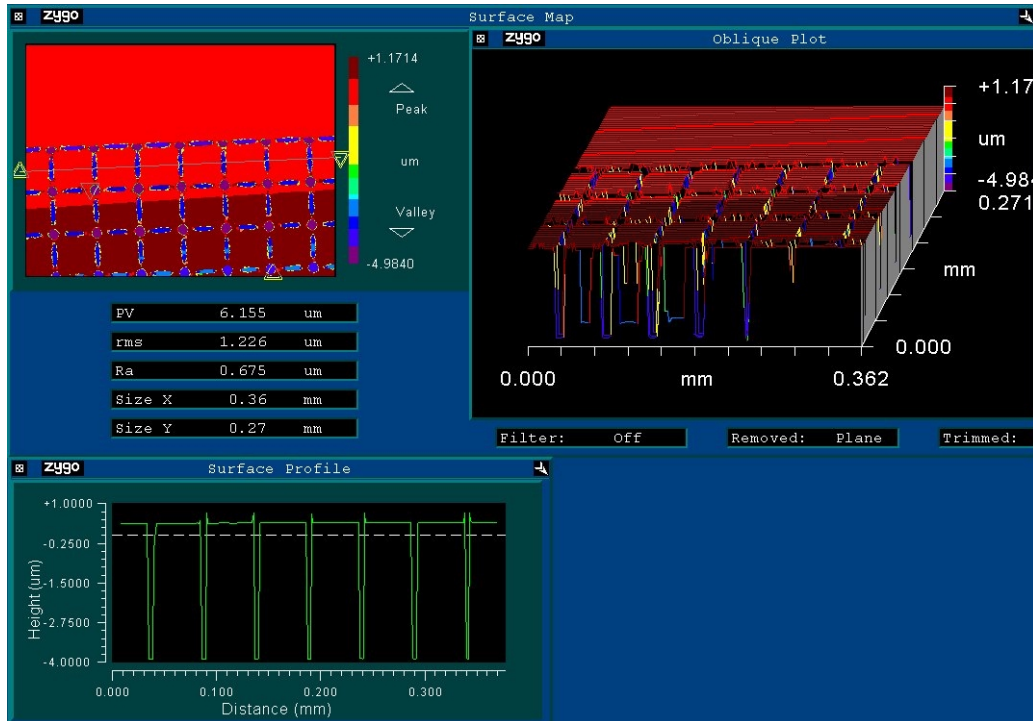 zygo Surface Map
+1.1714
Peak
um
Valley
-4.9840
zygo Oblique Plot
+1.17
um
-4.984
0.271
mm
0.000
0.000 mm 0.362
PV 6.155 um
rms 1.226 um
Ra 0.675 um
Size X 0.36 mm
Size Y 0.27 mm
Filter: Off Removed: Plane Trimmed:
zygo Surface Profile
+1.0000
-0.2500
-1.5000
-2.7500
-4.0000
Height (um)
0.000 0.100 0.200 0.300
Distance (mm)